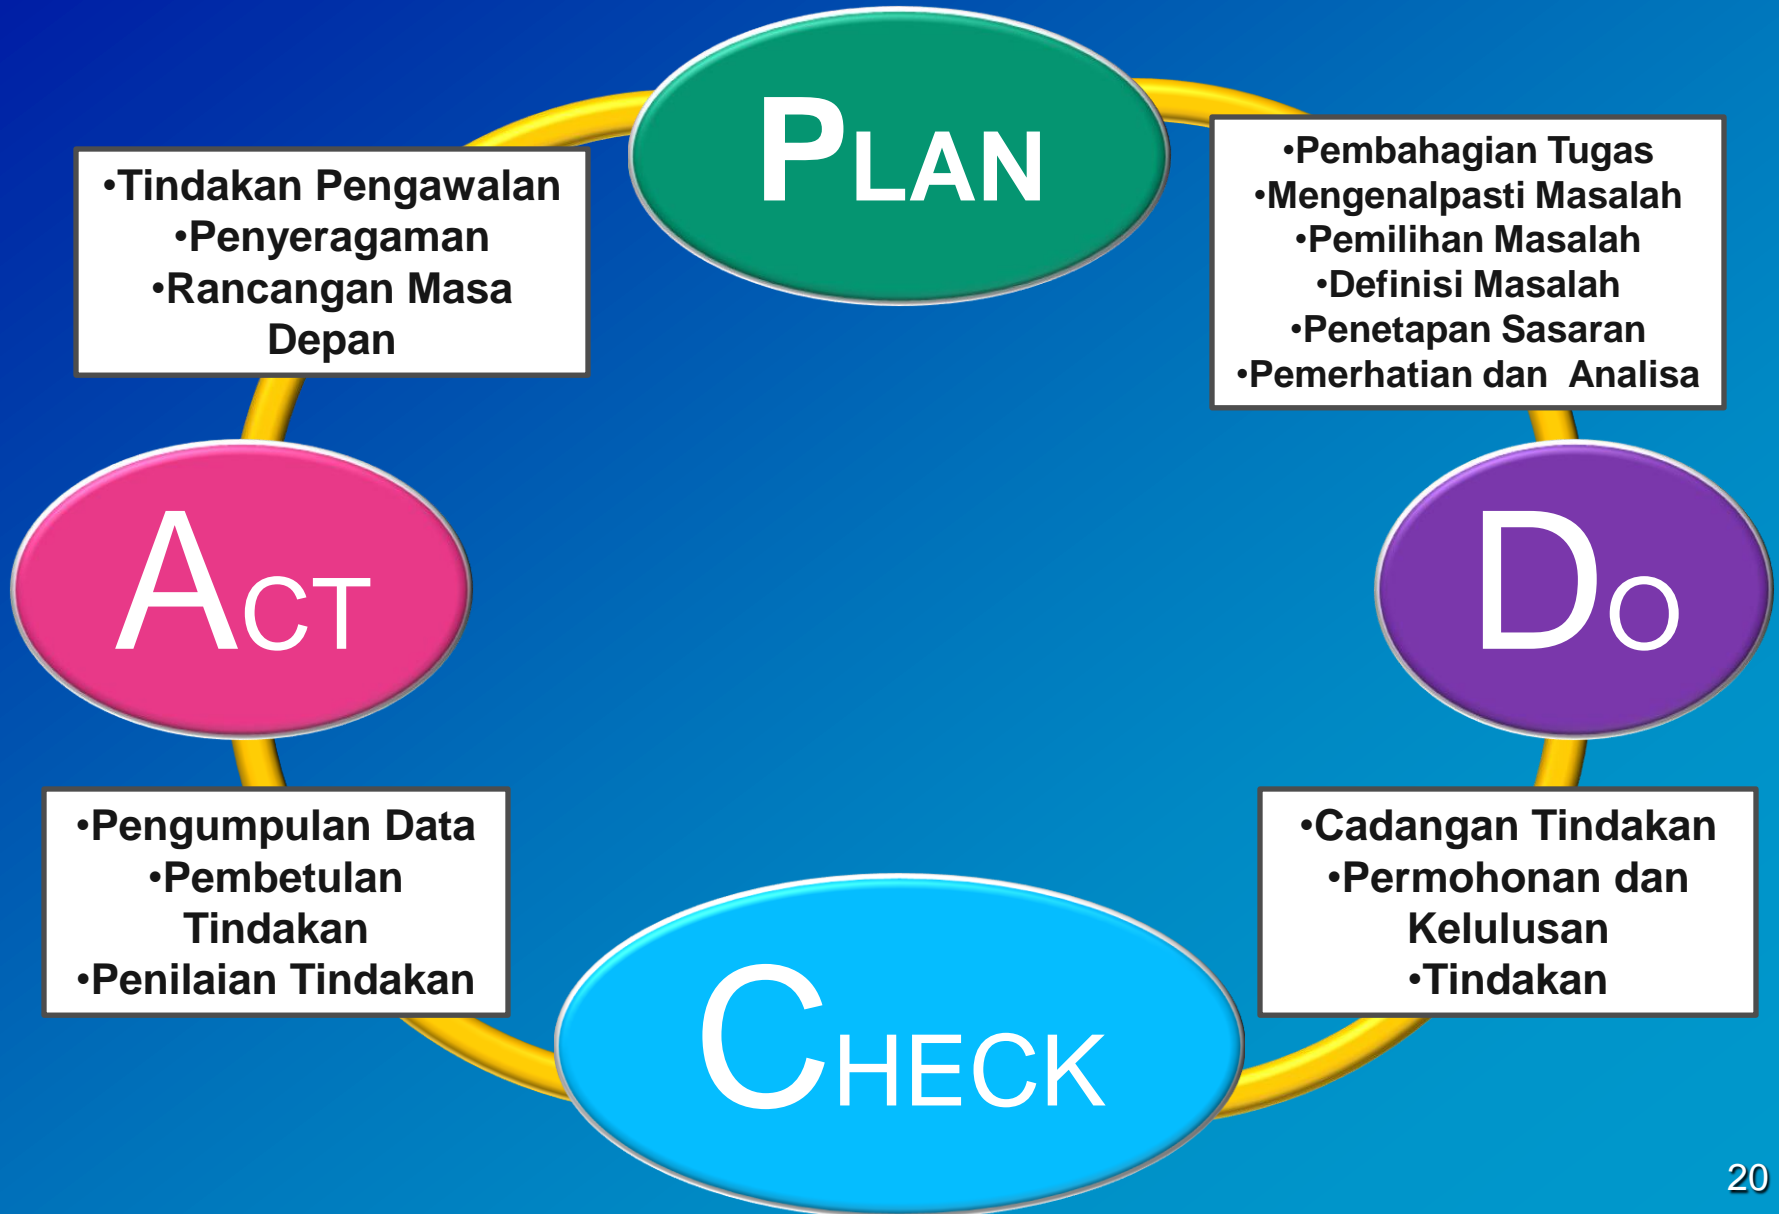 PLAN
•Pembahagian Tugas
•Mengenalpasti Masalah
•Pemilihan Masalah
•Definisi Masalah
•Penetapan Sasaran
•Pemerhatian dan  Analisa
DO
•Cadangan Tindakan
•Permohonan dan
Kelulusan
•Tindakan
CHECK
•Pengumpulan Data
•Pembetulan
Tindakan
•Penilaian Tindakan
ACT
•Tindakan Pengawalan
•Penyeragaman
•Rancangan Masa
Depan
20